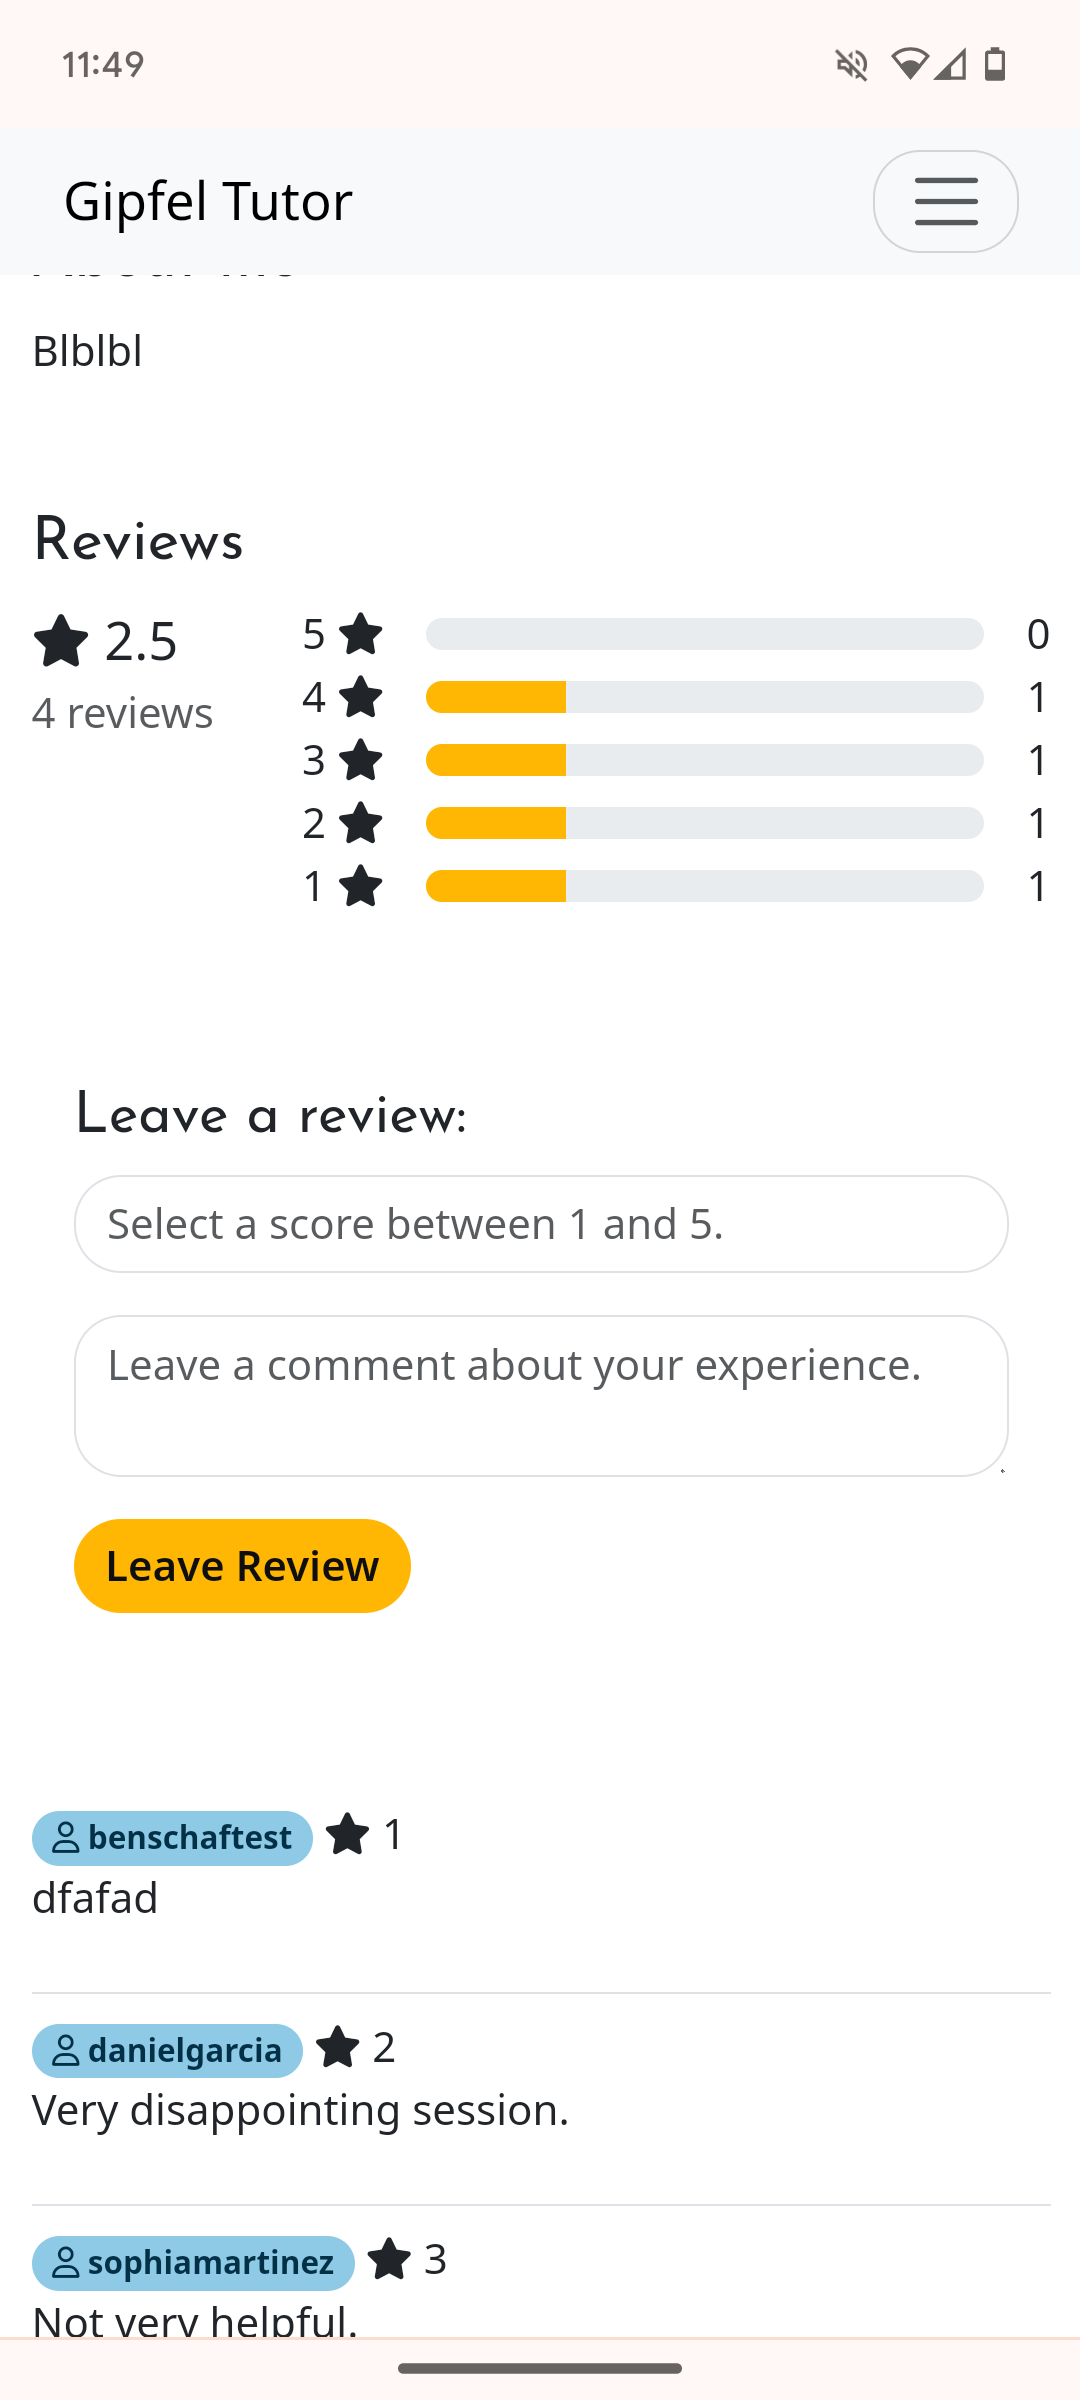 11:49
Gipfel Tutor
Blblbl
Reviews
2.5
4 reviews
5 0
4 1
3 1
2 1
1 1
Leave a review:
Select a score between 1 and 5.
Leave a comment about your experience.
Leave Review
benschaftest 1
dfafad
danielgarcia 2
Very disappointing session.
sophiamartinez 3
Not very helpful.